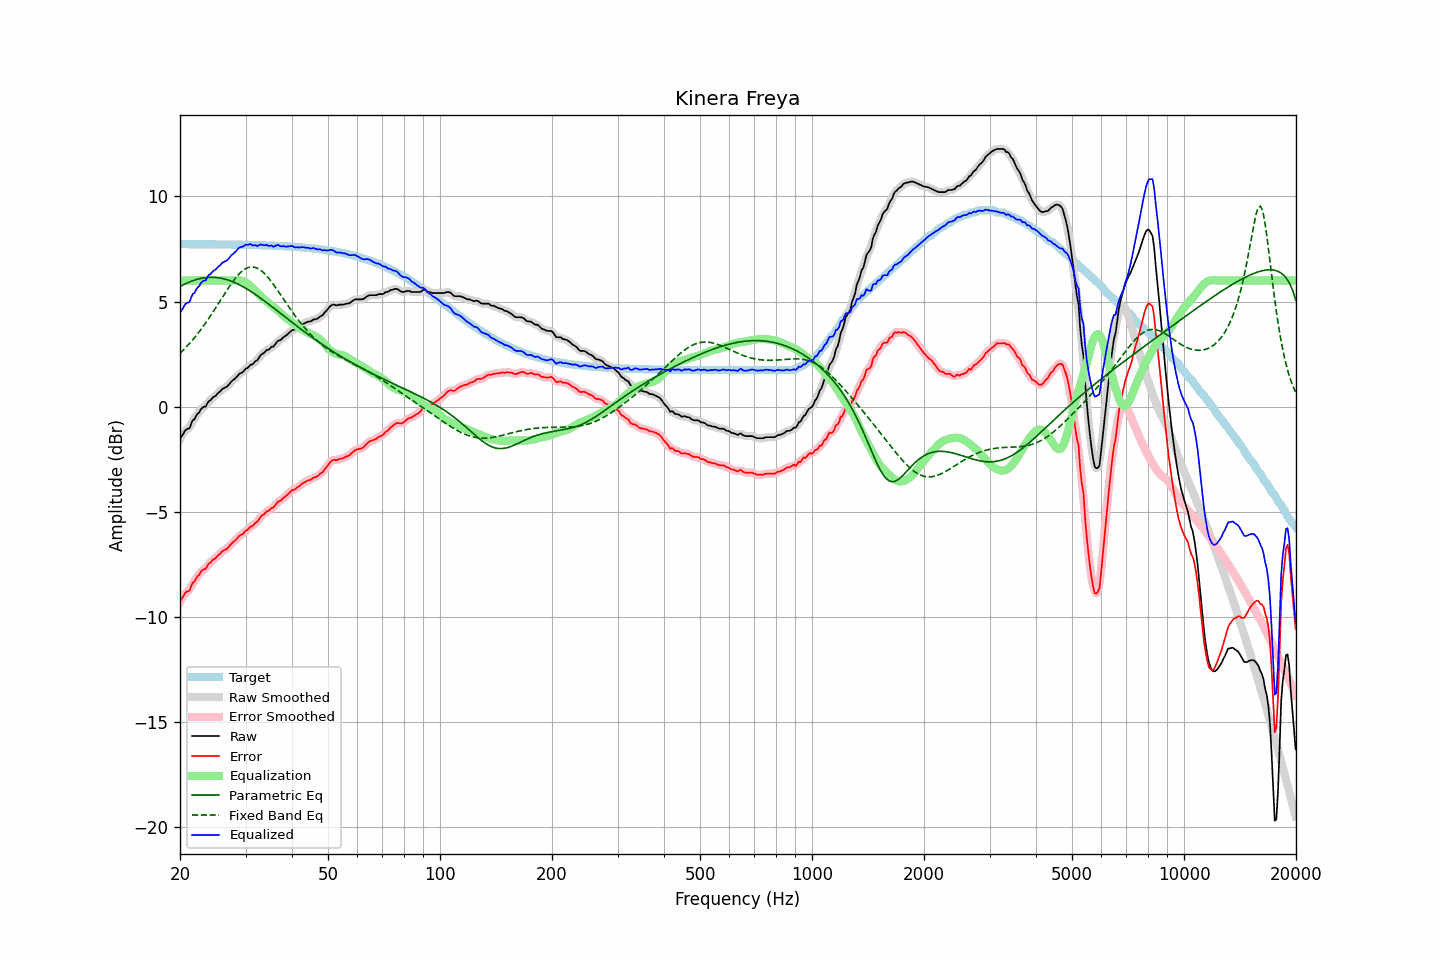 Kinera Freya
Amplitude (dBr)
10
5
0
−5
−10
−15
−20
Target
Raw Smoothed
Error Smoothed
Raw
Error
Equalization
Parametric Eq
Fixed Band Eq
Equalized
20 50 100 200 500 1000 2000 5000 10000 20000
Frequency (Hz)